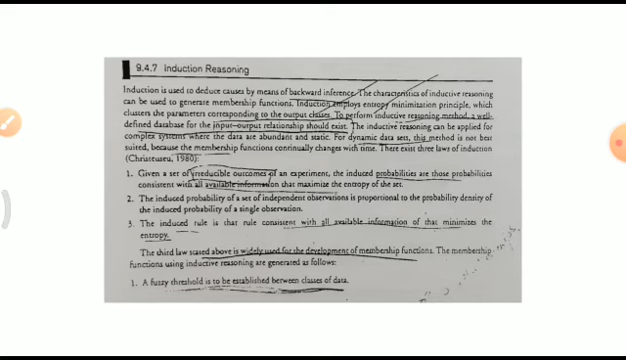 9.4.7 Induction Reasoning
Induction is used to deduce causes by means of backward inference. The characteristics of inductive reasoning
can be used to generate membership functions. Induction employs entropy minimization principle, which
clusters the parameters corresponding to the output classes. To perform inductive reasoning method, a well-
defined database for the input–output relationship should exist. The inductive reasoning can be applied for
complex systems where the data are abundant and static. For dynamic data sets, this method is not best
suited, because the membership functions continually changes with time. There exist three laws of induction
(Christensen, 1980):
1. Given a set of irreducible outcomes of an experiment, the induced probabilities are those probabilities
consistent with all available information that maximize the entropy of the set.
2. The induced probability of a set of independent observations is proportional to the probability density of
the induced probability of a single observation.
3. The induced rule is that rule consistent with all available information of that minimizes the
entropy.
The third law stated above is widely used for the development of membership functions. The membership
functions using inductive reasoning are generated as follows:
1. A fuzzy threshold is to be established between classes of data.